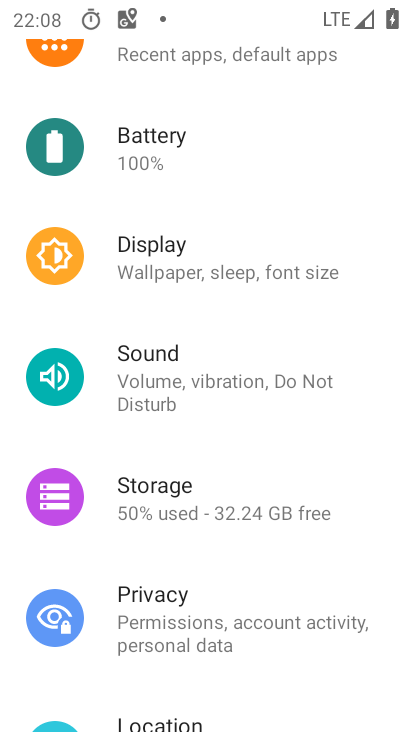 22:08
LTE
Recent apps, default apps
Battery
100%
Display
Wallpaper, sleep, font size
Sound
Volume, vibration, Do Not
Disturb
Storage
50% used - 32.24 GB free
Privacy
Permissions, account activity,
personal data
Location